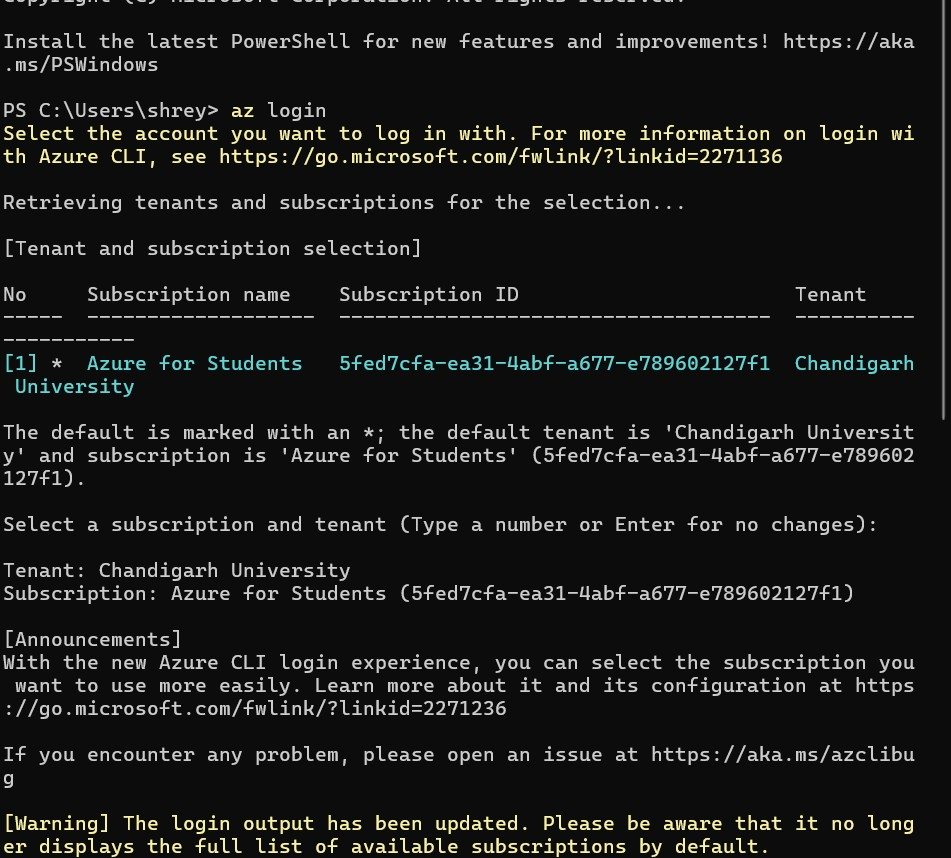 Copyright (C) Microsoft Corporation. All rights reserved.
Install the latest PowerShell for new features and improvements! https://aka
.ms/PSWindows
PS C:\Users\shrey> az login
Select the account you want to log in with. For more information on login wi
th Azure CLI, see https://go.microsoft.com/fwlink/?linkid=2271136
Retrieving tenants and subscriptions for the selection...
[Tenant and subscription selection]
No     Subscription name    Subscription ID                       Tenant
-----  -------------------  ------------------------------------  ----------
-----------
[1] *  Azure for Students   5fed7cfa-ea31-4abf-a677-e789602127f1  Chandigarh
 University
The default is marked with an *; the default tenant is 'Chandigarh Universit
y' and subscription is 'Azure for Students' (5fed7cfa-ea31-4abf-a677-e789602
127f1).
Select a subscription and tenant (Type a number or Enter for no changes):
Tenant: Chandigarh University
Subscription: Azure for Students (5fed7cfa-ea31-4abf-a677-e789602127f1)
[Announcements]
With the new Azure CLI login experience, you can select the subscription you
 want to use more easily. Learn more about it and its configuration at https
://go.microsoft.com/fwlink/?linkid=2271236
If you encounter any problem, please open an issue at https://aka.ms/azclibu
g
[Warning] The login output has been updated. Please be aware that it no long
er displays the full list of available subscriptions by default.